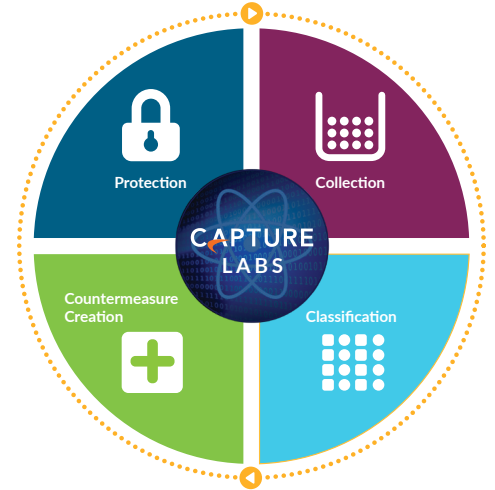 Protection
Collection
CAPTURE
LABS
Countermeasure
Creation
Classification